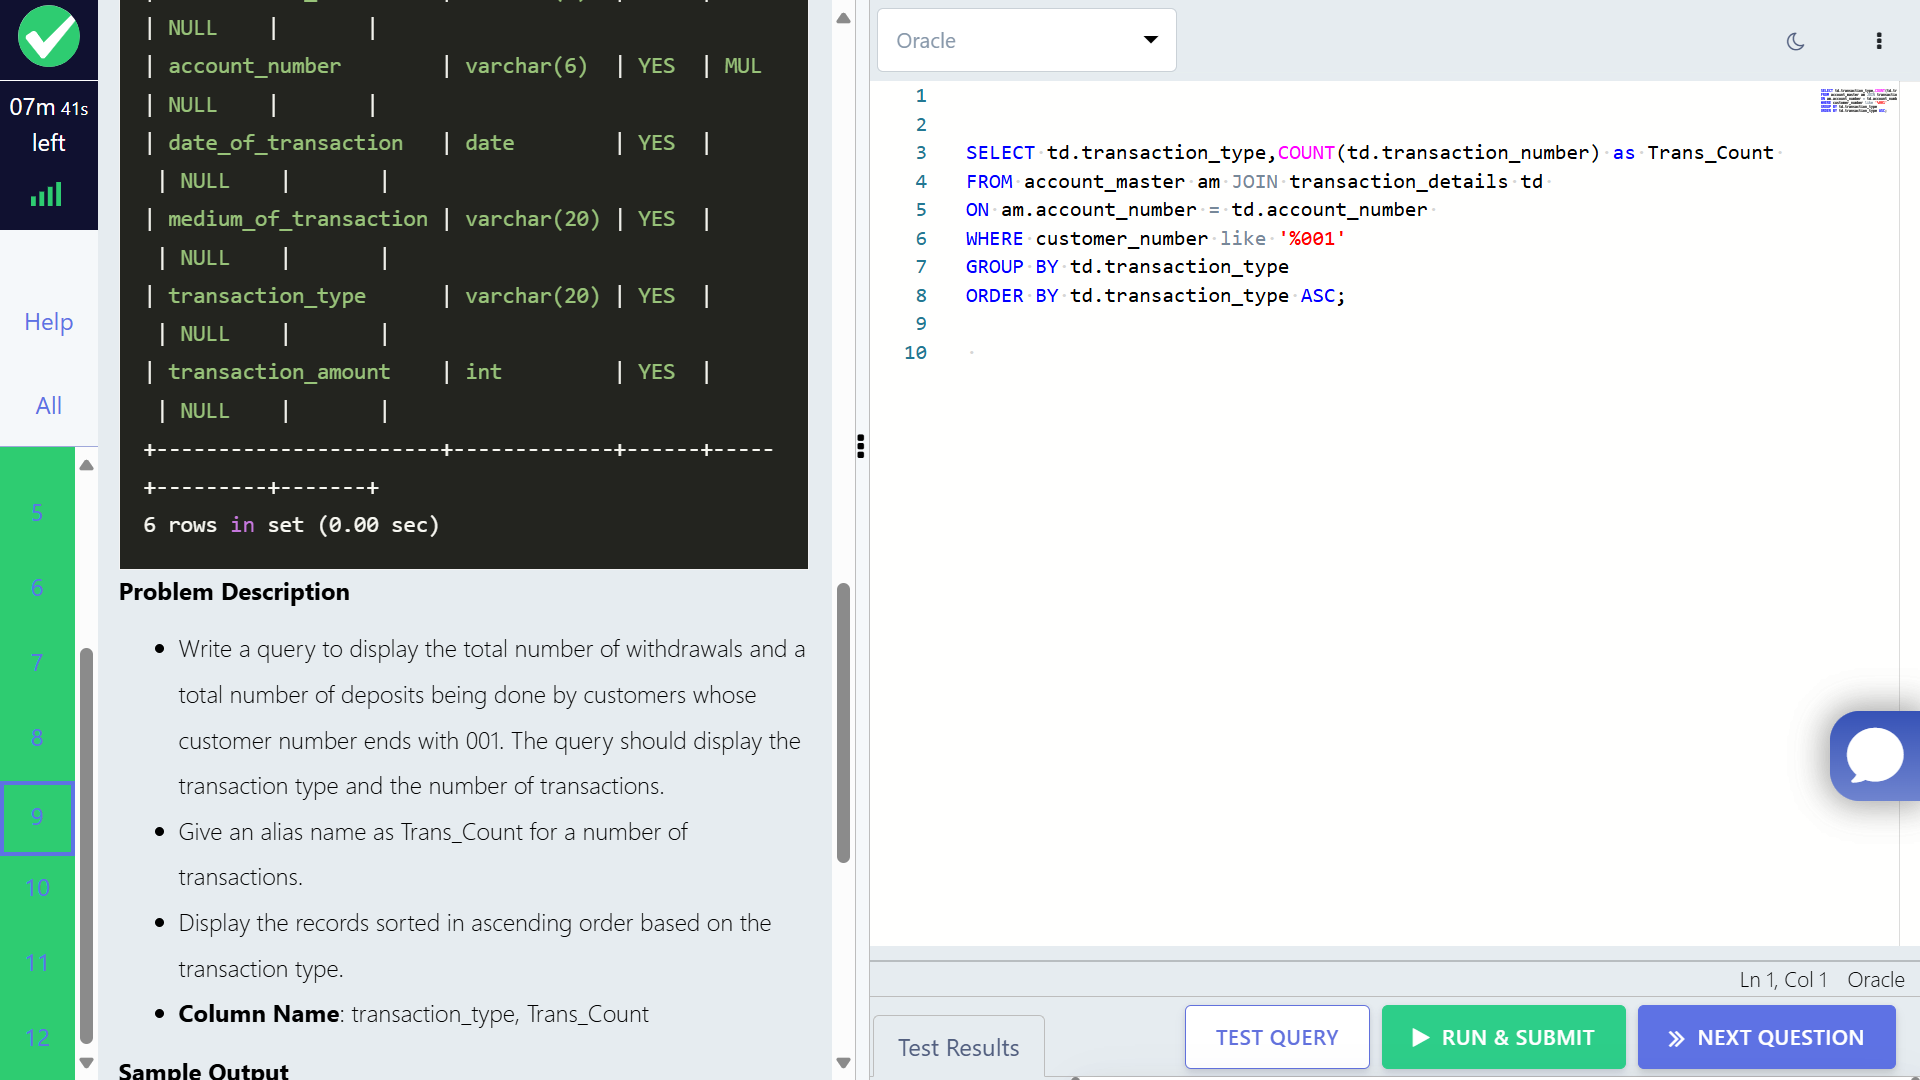 07m 41s
left
Help
All
5
6
7
8
9
10
11
12
| NULL | |
| account_number | varchar(6) | YES | MUL
| NULL | |
| date_of_transaction | date | YES |
| NULL | |
| medium_of_transaction | varchar(20) | YES |
| NULL | |
| transaction_type | varchar(20) | YES |
| NULL | |
| transaction_amount | int | YES |
| NULL | |
+-----------------------+-------------+------+-----
+---------+-------+
6 rows in set (0.00 sec)
Problem Description
Write a query to display the total number of withdrawals and a
total number of deposits being done by customers whose
customer number ends with 001. The query should display the
transaction type and the number of transactions.
Give an alias name as Trans_Count for a number of
transactions.
Display the records sorted in ascending order based on the
transaction type.
Column Name: transaction_type, Trans_Count
Sample Output
Oracle
1
2
3 SELECT td.transaction_type,COUNT(td.transaction_number) as Trans_Count
4 FROM account_master am JOIN transaction_details td
5 ON am.account_number = td.account_number
6 WHERE customer_number like '%001'
7 GROUP BY td.transaction_type
8 ORDER BY td.transaction_type ASC;
9
10
Ln 1, Col 1 Oracle
Test Results
TEST QUERY
RUN & SUBMIT
NEXT QUESTION